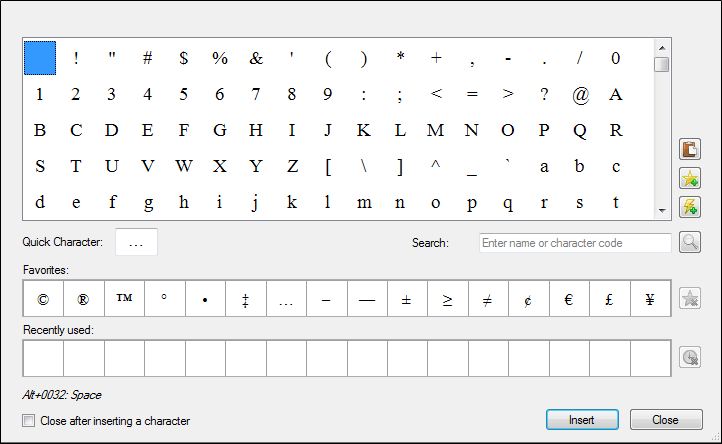 ! " # $ % & ' ( ) * + , - . / 0
1 2 3 4 5 6 7 8 9 : ; < = > ? @ A
B C D E F G H I J K L M N O P Q R
S T U V W X Y Z [ \ ] ^ _ ` a b c
d e f g h i j k l m n o p q r s t
Quick Character: … Search: Enter name or character code
Favorites:
© ® ™ ° • ‡ … – — ± ≥ ≠ ¢ € £ ¥
Recently used:
Alt+0032: Space
Close after inserting a character Insert Close